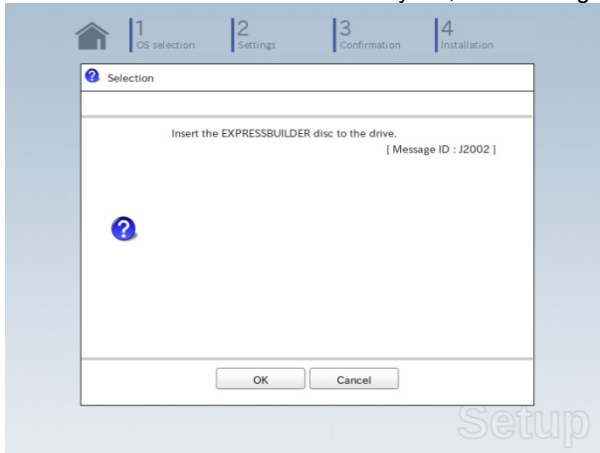 1
OS selection
2
Settings
3
Confirmation
4
Installation
Selection
Insert the EXPRESSBUILDER disc to the drive.
[ Message ID : J2002 ]
OK
Cancel
Setup